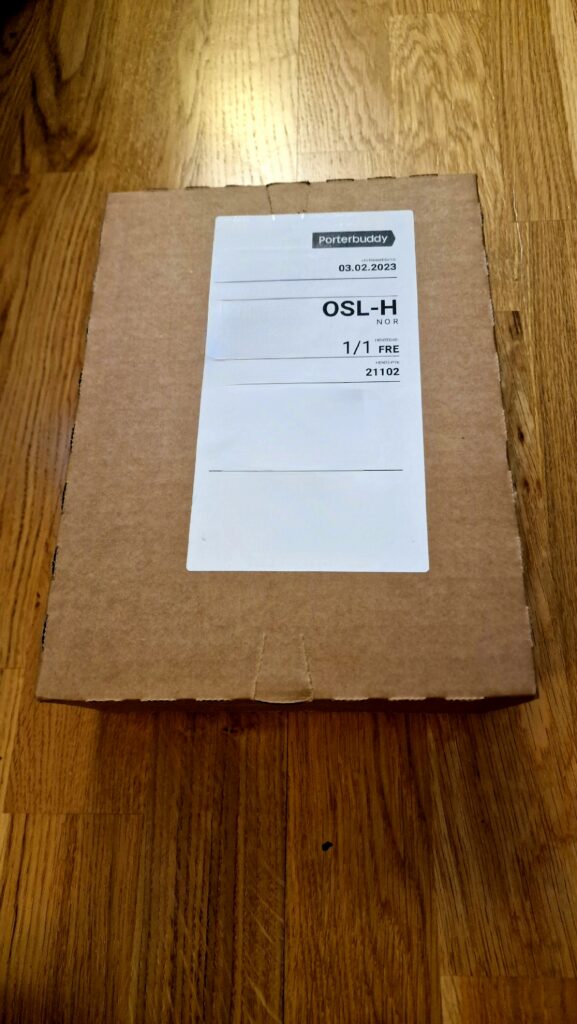 Porterbuddy
03.02.2023
OSL-H
NOR
1/1 FRE
21102